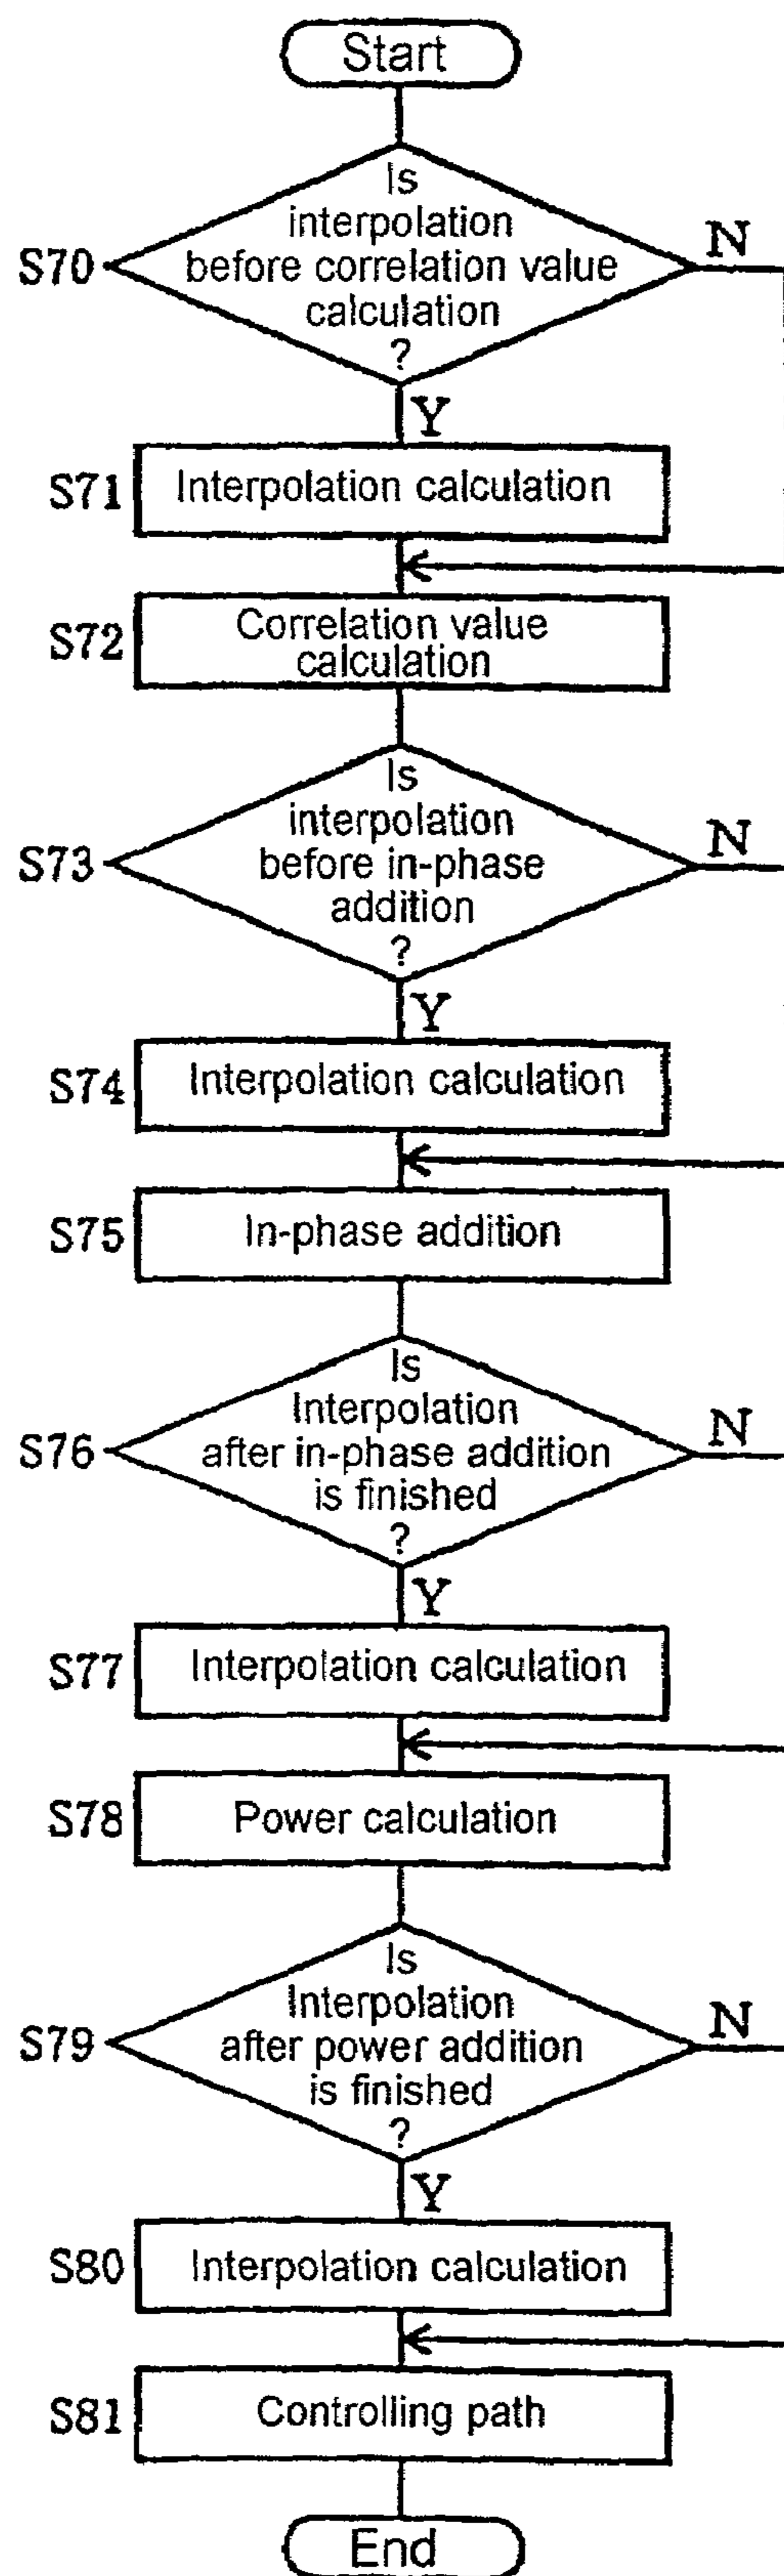 Start
Is
interpolation
before correlation value
calculation
?
S70
N
Y
S71
Interpolation calculation
S72
Correlation value
calculation
Is
interpolation
before in-phase
addition
?
S73
N
Y
S74
Interpolation calculation
S75
In-phase addition
Is
Interpolation
after in-phase addition
is finished
?
S76
N
Y
S77
Interpolation calculation
S78
Power calculation
Is
Interpolation
after power addition
is finished
?
S79
N
Y
S80
Interpolation calculation
S81
Controlling path
End